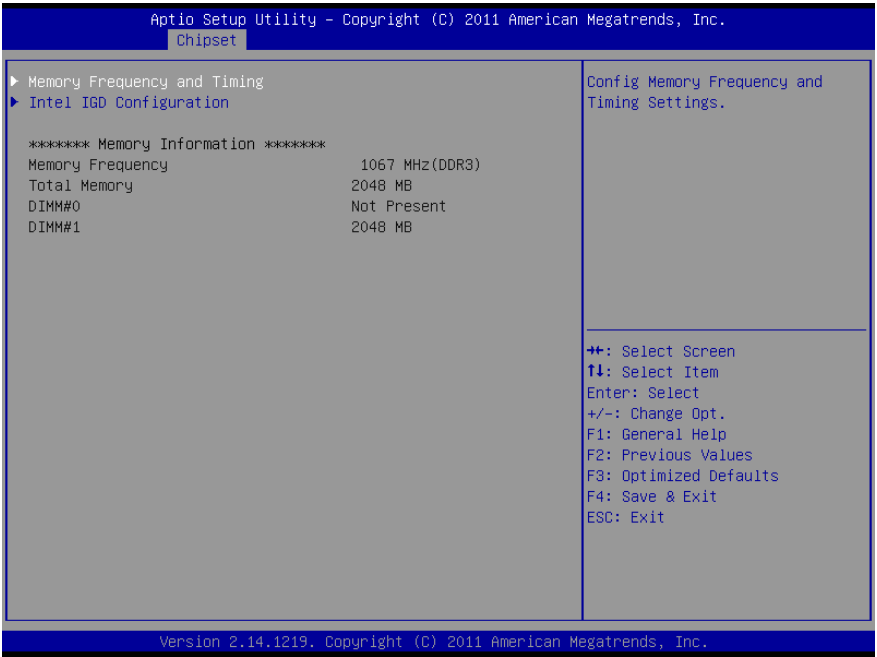 Aptio Setup Utility – Copyright (C) 2011 American Megatrends, Inc.
Chipset
Memory Frequency and Timing
Intel IGD Configuration
******* Memory Information *******
Memory Frequency 1067 MHz(DDR3)
Total Memory 2048 MB
DIMM#0 Not Present
DIMM#1 2048 MB
Config Memory Frequency and
Timing Settings.
→←: Select Screen
↑↓: Select Item
Enter: Select
+/-: Change Opt.
F1: General Help
F2: Previous Values
F3: Optimized Defaults
F4: Save & Exit
ESC: Exit
Version 2.14.1219. Copyright (C) 2011 American Megatrends, Inc.